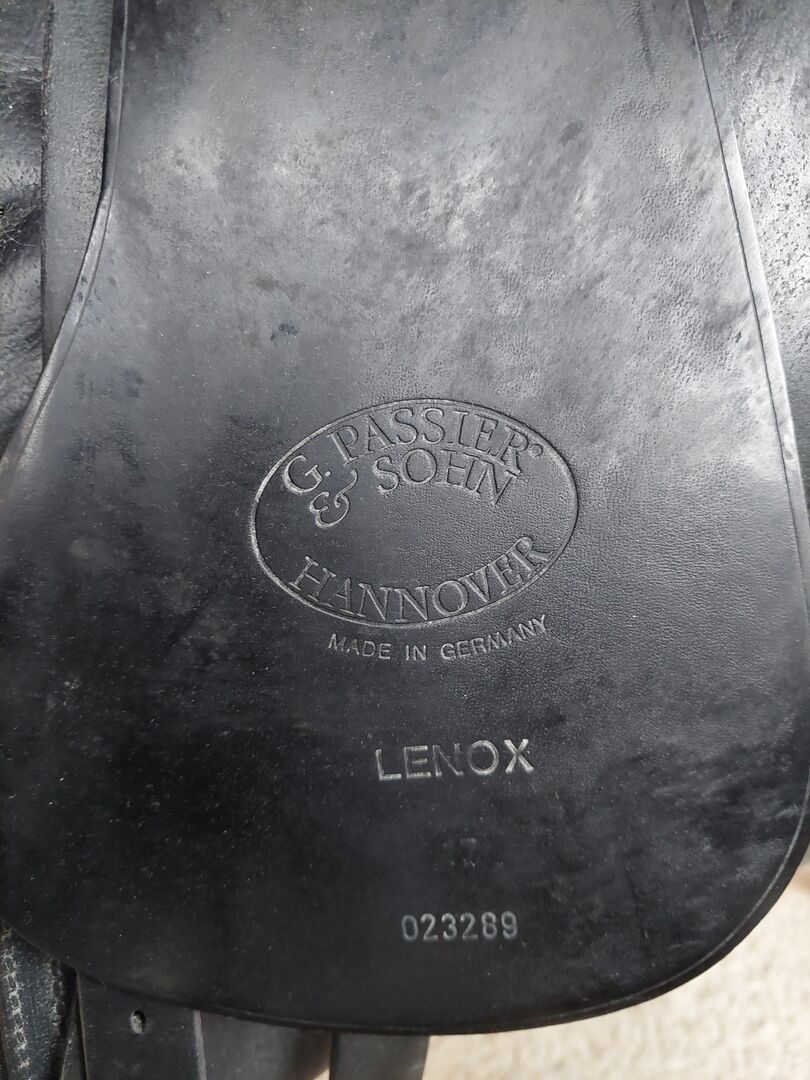 G. PASSIER®
& SOHN
HANNOVER
MADE IN GERMANY
LENOX
023289